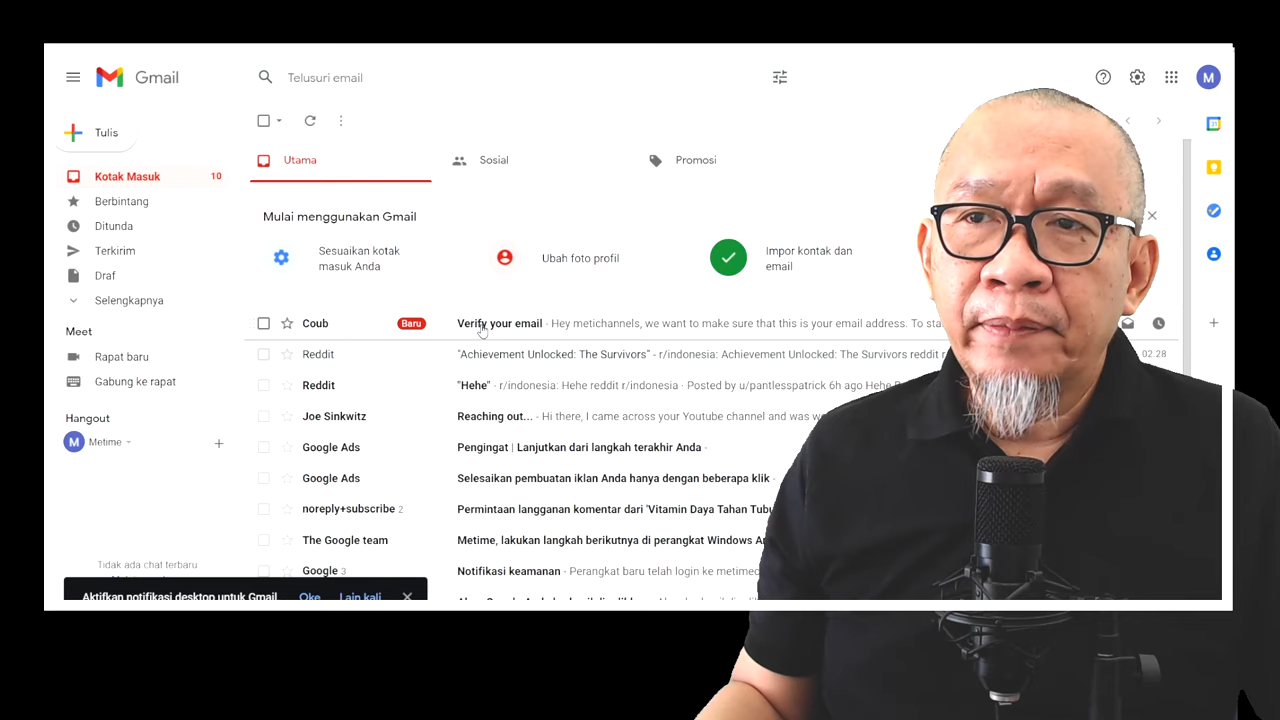 Gmail
Telusuri email
M
Tulis
Utama
Sosial
Promosi
Kotak Masuk 10
Berbintang
Ditunda
Terkirim
Draf
Selengkapnya
Mulai menggunakan Gmail
Sesuaikan kotak
masuk Anda
Ubah foto profil
Impor kontak dan
email
Meet
Rapat baru
Gabung ke rapat
Hangout
M Metime
Tidak ada chat terbaru
Coub Baru Verify your email - Hey metichannels, we want to make sure that this is your email address. To sta
Reddit "Achievement Unlocked: The Survivors" - r/indonesia: Achievement Unlocked: The Survivors reddit r 02.28
Reddit "Hehe" - r/indonesia: Hehe reddit r/indonesia · Posted by u/pantlesspatrick 6h ago Hehe
Joe Sinkwitz Reaching out... - Hi there, I came across your Youtube channel and was
Google Ads Pengingat | Lanjutkan dari langkah terakhir Anda -
Google Ads Selesaikan pembuatan iklan Anda hanya dengan beberapa klik -
noreply+subscribe 2 Permintaan langganan komentar dari 'Vitamin Daya Tahan
The Google team Metime, lakukan langkah berikutnya di perangkat Windows
Google 3 Notifikasi keamanan - Perangkat baru telah login ke
Aktifkan notifikasi desktop untuk Gmail Oke Lain kali